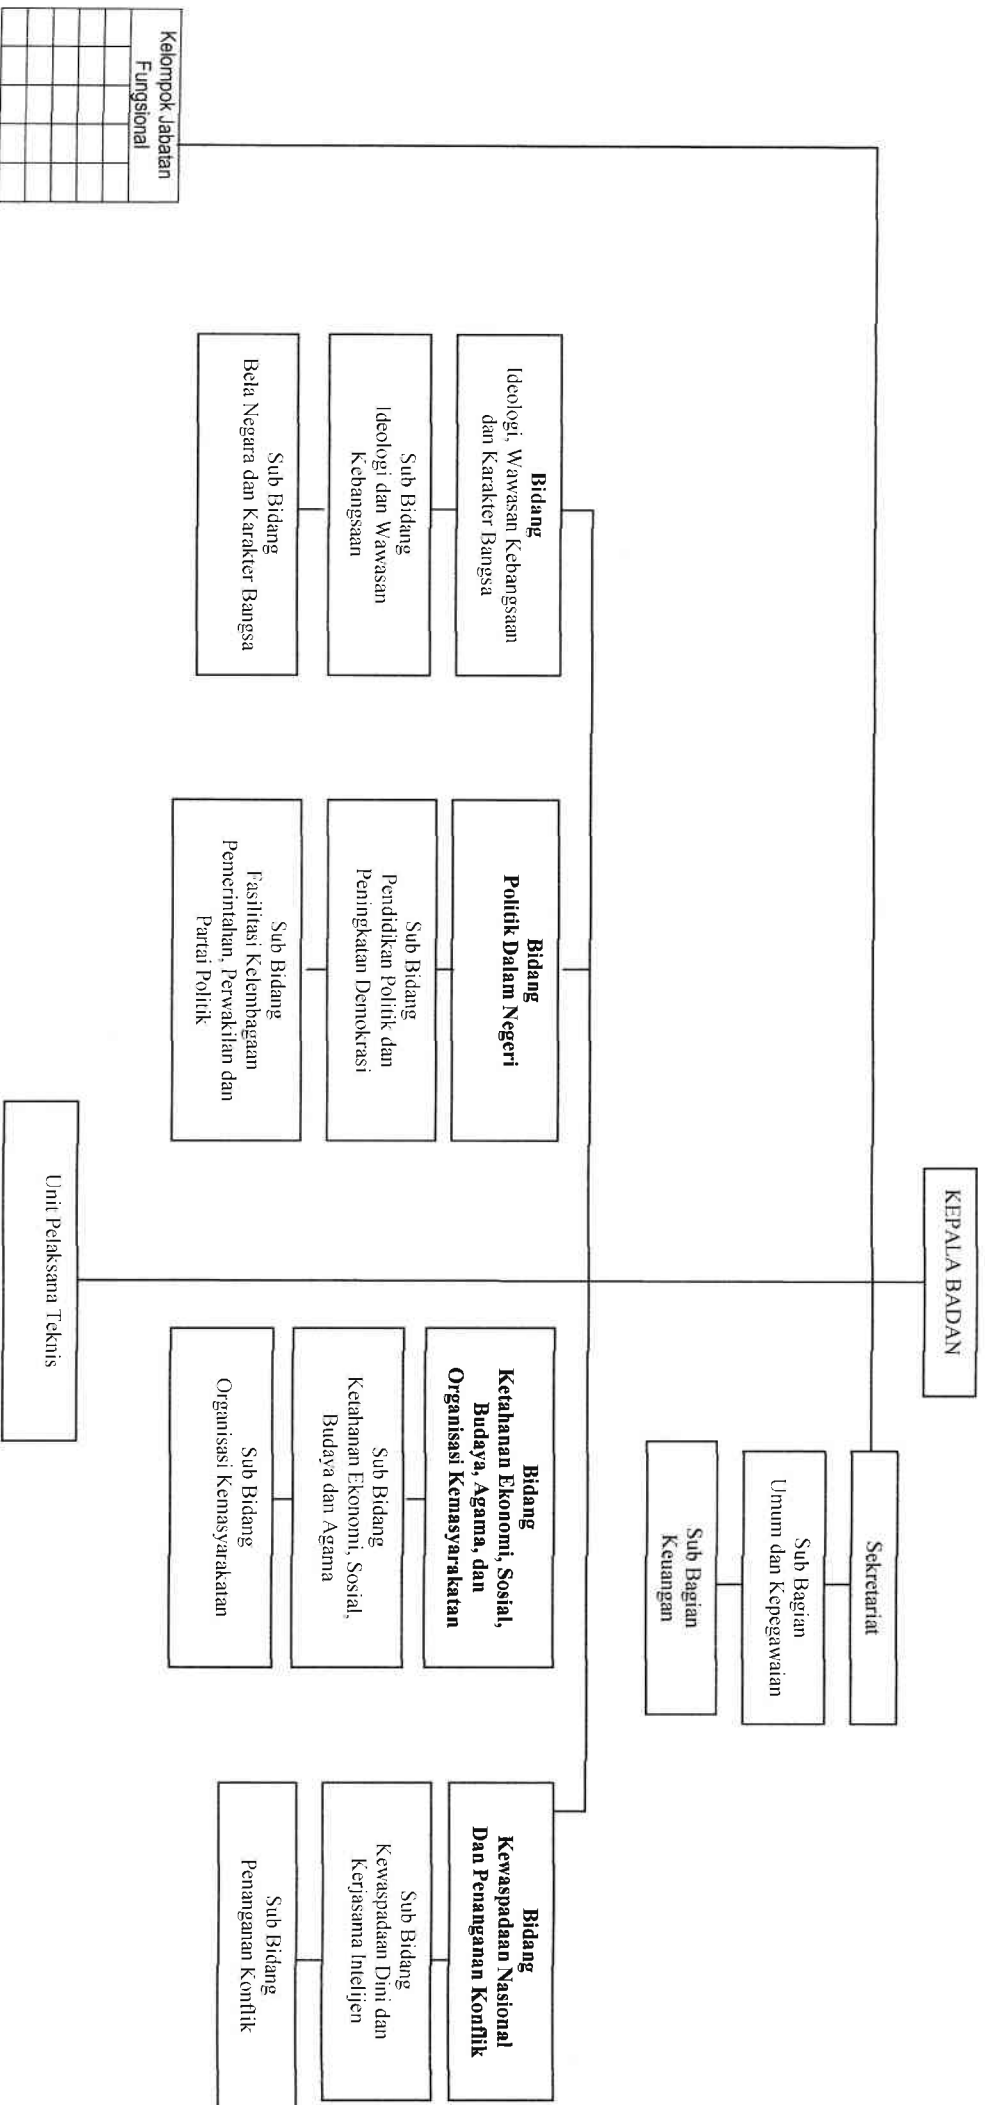 KEPALA BADAN
Sekretariat
Sub Bagian
Umum dan Kepegawaian
Sub Bagian
Keuangan
Kelompok Jabatan
Fungsional
Bidang
Ideologi, Wawasan Kebangsaan
dan Karakter Bangsa
Sub Bidang
Ideologi dan Wawasan
Kebangsaan
Sub Bidang
Bela Negara dan Karakter Bangsa
Bidang
Politik Dalam Negeri
Sub Bidang
Pendidikan Politik dan
Peningkatan Demokrasi
Sub Bidang
Fasilitasi Kelembagaan
Pemerintahan, Perwakilan dan
Partai Politik
Bidang
Ketahanan Ekonomi, Sosial,
Budaya, Agama, dan
Organisasi Kemasyarakatan
Sub Bidang
Ketahanan Ekonomi, Sosial,
Budaya dan Agama
Sub Bidang
Organisasi Kemasyarakatan
Bidang
Kewaspadaan Nasional
Dan Penanganan Konflik
Sub Bidang
Kewaspadaan Dini dan
Kerjasama Intelijen
Sub Bidang
Penanganan Konflik
Unit Pelaksana Teknis